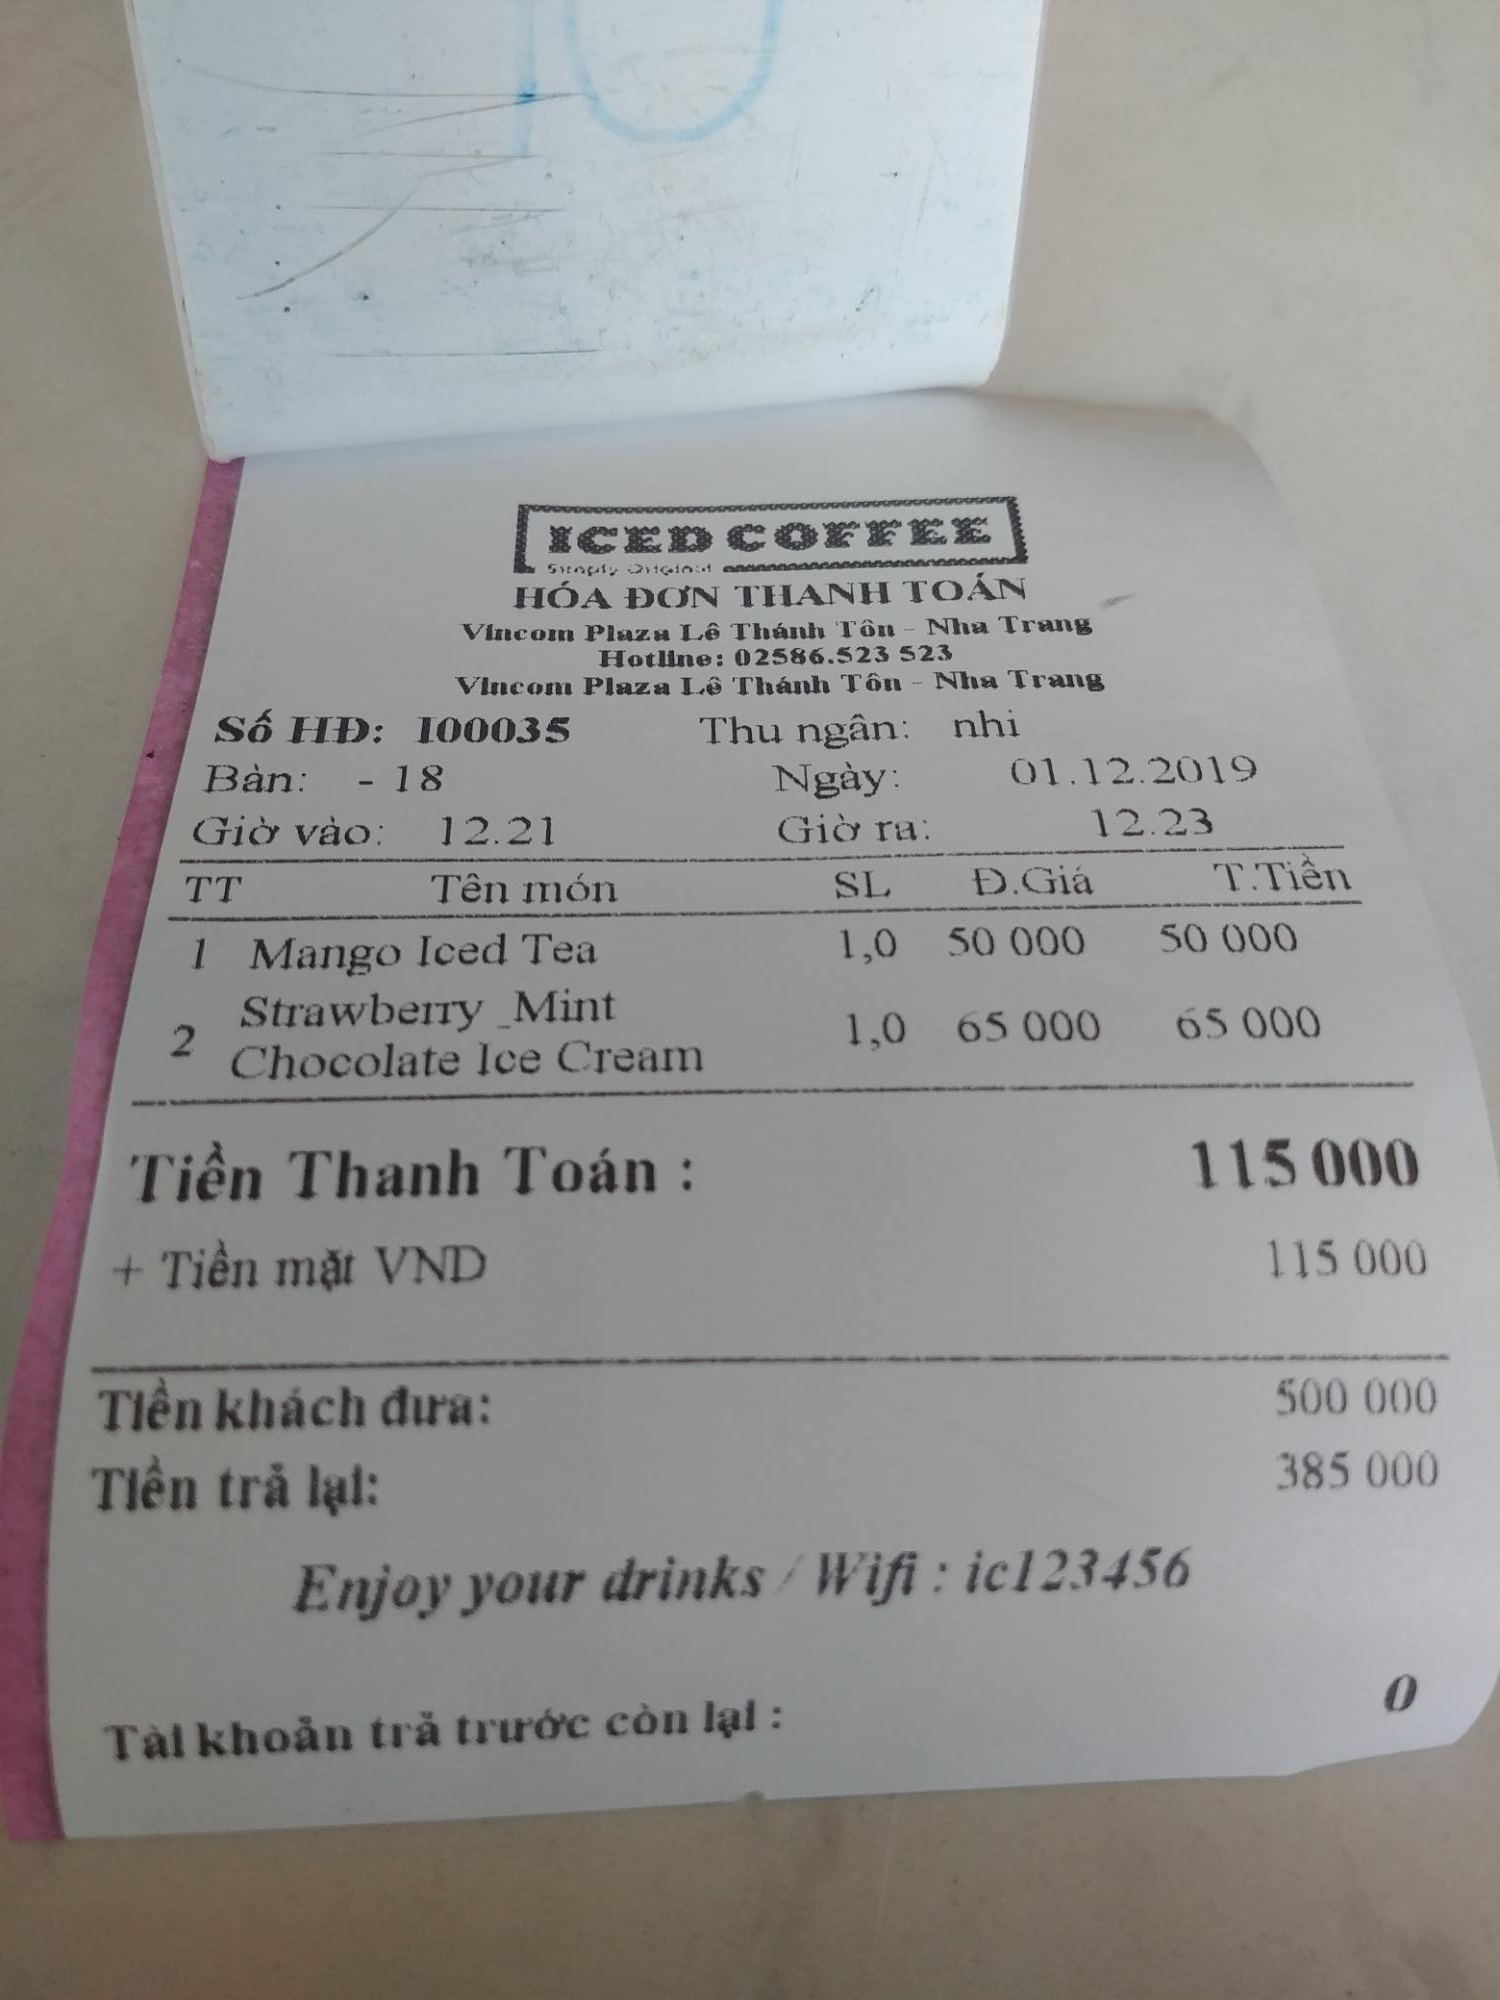 ICED COFFEE
Simply Original
HÓA ĐƠN THANH TOÁN
Vincom Plaza Lê Thánh Tôn - Nha Trang
Hotline: 02586.523 523
Vincom Plaza Lê Thánh Tôn - Nha Trang
Số HĐ: I00035 Thu ngân: nhi
Bàn: - 18 Ngày: 01.12.2019
Giờ vào: 12.21 Giờ ra: 12.23
TT Tên món SL Đ.Giá T.Tiền
1 Mango Iced Tea 1,0 50 000 50 000
2 Strawberry _Mint
Chocolate Ice Cream 1,0 65 000 65 000
Tiền Thanh Toán : 115 000
+ Tiền mặt VND 115 000
Tiền khách đưa: 500 000
Tiền trả lại: 385 000
Enjoy your drinks / Wifi : ic123456
Tài khoản trả trước còn lại : 0